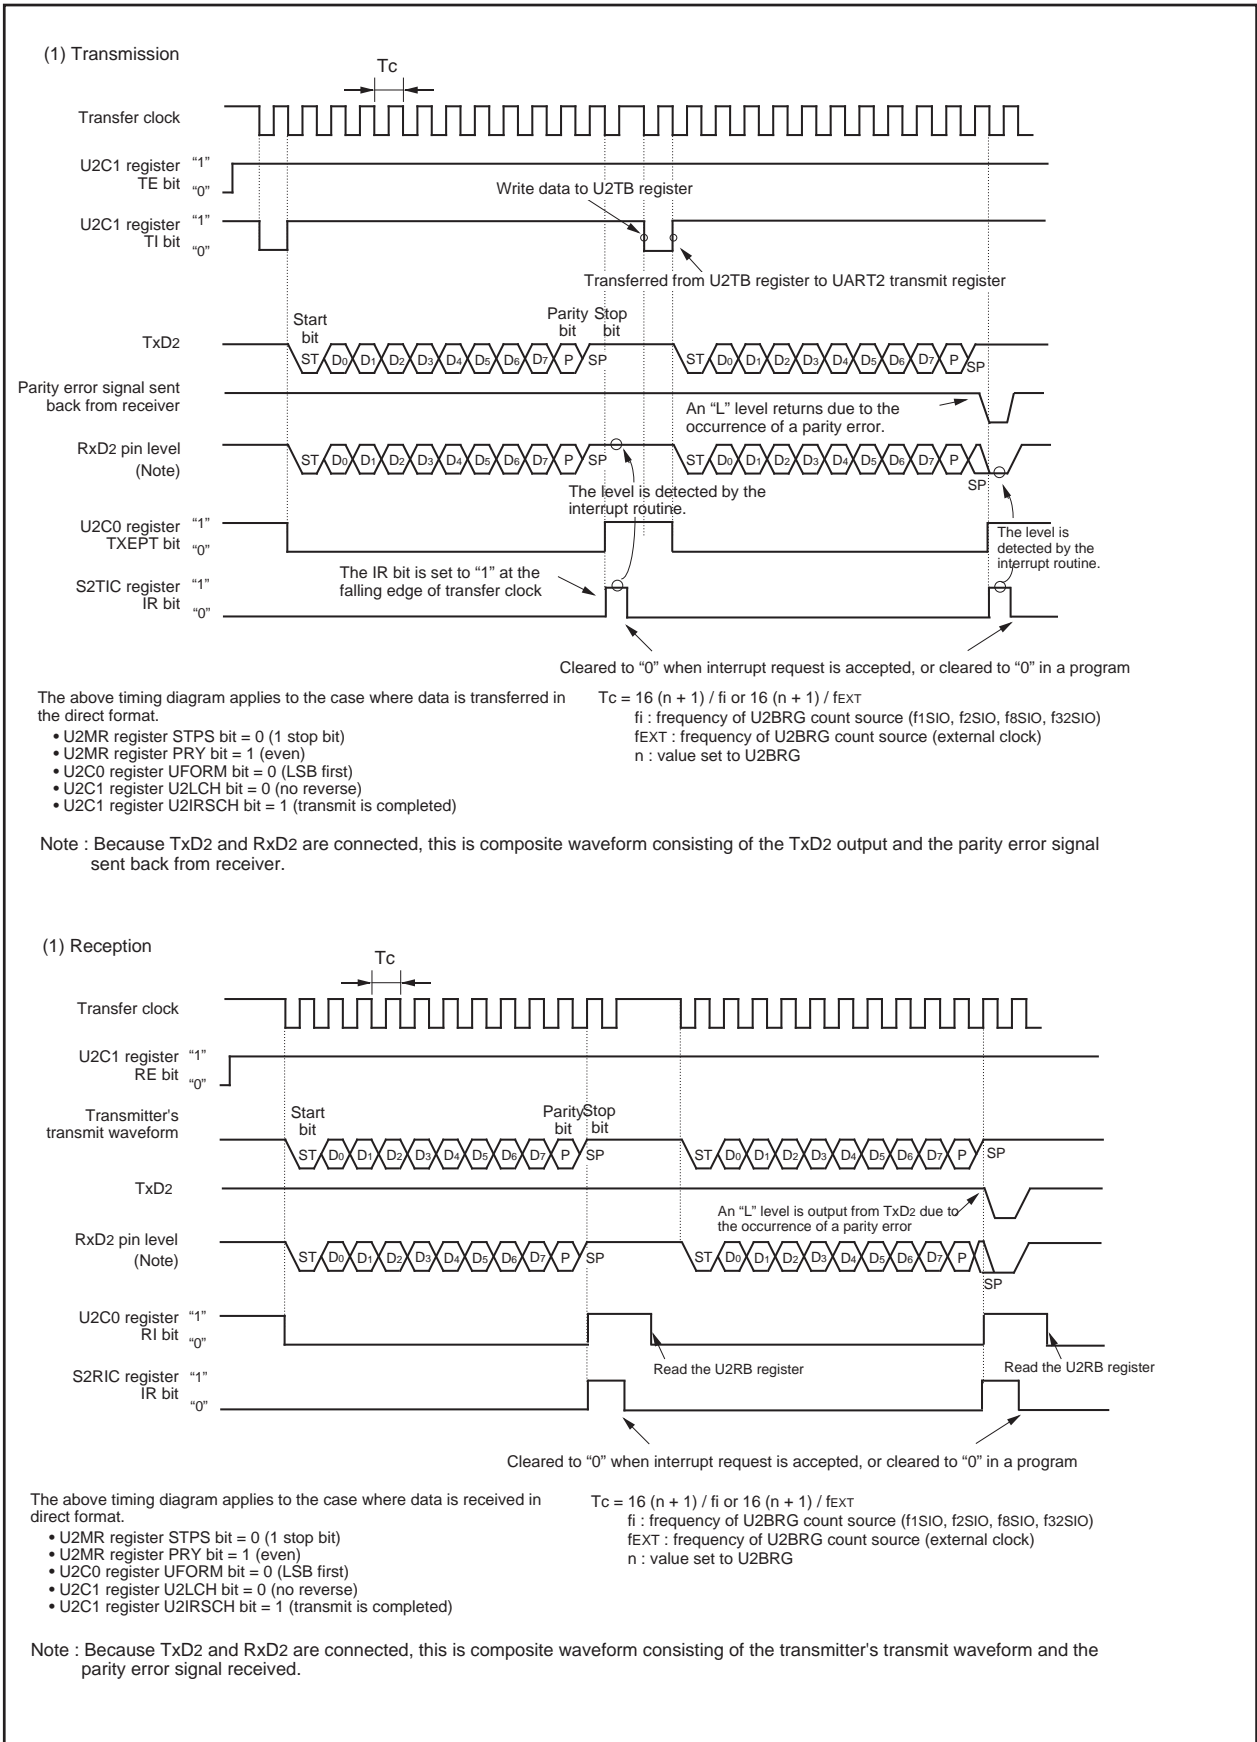 (1) Transmission
Tc
Transfer clock
U2C1 register
TE bit
“1”
“0”
Write data to U2TB register
U2C1 register
TI bit
“1”
“0”
Transferred from U2TB register to UART2 transmit register
Start
bit
Parity
bit
Stop
bit
TxD2
ST D0 D1 D2 D3 D4 D5 D6 D7 P SP
ST D0 D1 D2 D3 D4 D5 D6 D7 P SP
Parity error signal sent
back from receiver
An “L” level returns due to the
occurrence of a parity error.
RxD2 pin level
(Note)
ST D0 D1 D2 D3 D4 D5 D6 D7 P SP
ST D0 D1 D2 D3 D4 D5 D6 D7 P
SP
The level is detected by the
interrupt routine.
U2C0 register
TXEPT bit
“1”
“0”
The level is
detected by the
interrupt routine.
The IR bit is set to “1” at the
falling edge of transfer clock
S2TIC register
IR bit
“1”
“0”
Cleared to “0” when interrupt request is accepted, or cleared to “0” in a program
The above timing diagram applies to the case where data is transferred in
the direct format.
• U2MR register STPS bit = 0 (1 stop bit)
• U2MR register PRY bit = 1 (even)
• U2C0 register UFORM bit = 0 (LSB first)
• U2C1 register U2LCH bit = 0 (no reverse)
• U2C1 register U2IRSCH bit = 1 (transmit is completed)
Tc = 16 (n + 1) / fi or 16 (n + 1) / fEXT
fi : frequency of U2BRG count source (f1SIO, f2SIO, f8SIO, f32SIO)
fEXT : frequency of U2BRG count source (external clock)
n : value set to U2BRG
Note : Because TxD2 and RxD2 are connected, this is composite waveform consisting of the TxD2 output and the parity error signal
sent back from receiver.
(1) Reception
Tc
Transfer clock
U2C1 register
RE bit
“1”
“0”
Transmitter's
transmit waveform
Start
bit
Parity
bit
Stop
bit
ST D0 D1 D2 D3 D4 D5 D6 D7 P SP
ST D0 D1 D2 D3 D4 D5 D6 D7 P SP
TxD2
An “L” level is output from TxD2 due to
the occurrence of a parity error
RxD2 pin level
(Note)
ST D0 D1 D2 D3 D4 D5 D6 D7 P SP
ST D0 D1 D2 D3 D4 D5 D6 D7 P
SP
U2C0 register
RI bit
“1”
“0”
Read the U2RB register
Read the U2RB register
S2RIC register
IR bit
“1”
“0”
Cleared to “0” when interrupt request is accepted, or cleared to “0” in a program
The above timing diagram applies to the case where data is received in
direct format.
• U2MR register STPS bit = 0 (1 stop bit)
• U2MR register PRY bit = 1 (even)
• U2C0 register UFORM bit = 0 (LSB first)
• U2C1 register U2LCH bit = 0 (no reverse)
• U2C1 register U2IRSCH bit = 1 (transmit is completed)
Tc = 16 (n + 1) / fi or 16 (n + 1) / fEXT
fi : frequency of U2BRG count source (f1SIO, f2SIO, f8SIO, f32SIO)
fEXT : frequency of U2BRG count source (external clock)
n : value set to U2BRG
Note : Because TxD2 and RxD2 are connected, this is composite waveform consisting of the transmitter's transmit waveform and the
parity error signal received.